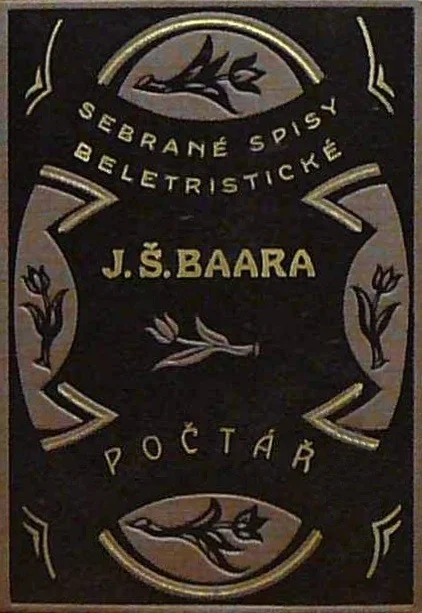 SEBRANÉ SPISY
BELETRISTICKÉ
J.Š.BAARA
POČTÁŘ